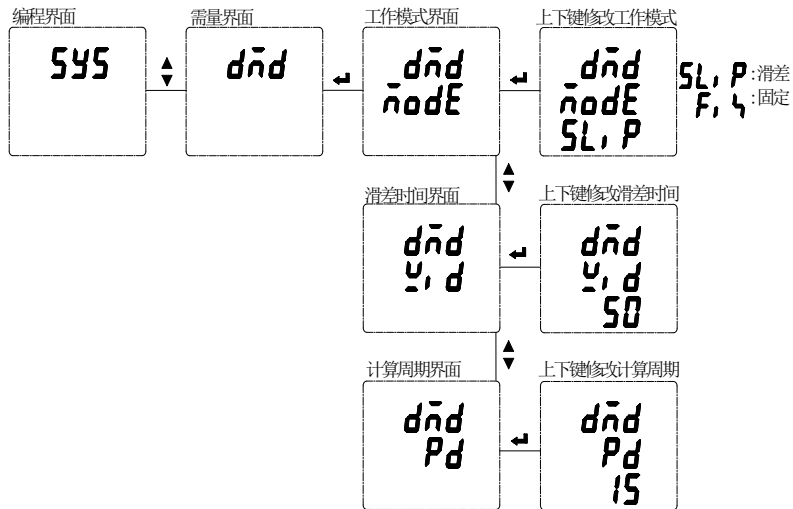 编程界面
需量界面
工作模式界面
上下键修改工作模式
SYS
dmd
dmd
modE
dmd
modE
SLiP
SLiP:滑差
Fi4:固定
滑差时间界面
上下键修改滑差时间
dmd
Wid
dmd
Wid
50
计算周期界面
上下键修改计算周期
dmd
Pd
dmd
Pd
15